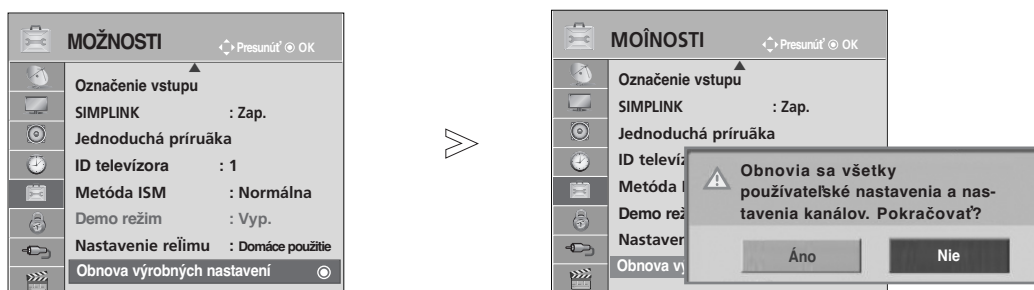 MOŽNOSTI
Presunúť OK
Označenie vstupu
SIMPLINK : Zap.
Jednoduchá príruãka
ID televízora : 1
Metóda ISM : Normálna
Demo režim : Vyp.
Nastavenie reÏimu : Domáce použitie
Obnova výrobných nastavení
MOÎNOSTI
Presunúť OK
Označenie vstupu
SIMPLINK : Zap.
Jednoduchá príruãka
ID televíz
Metóda I
Demo rež
Nastaven
Obnova vý
Obnovia sa všetky
používateľské nastavenia a nas-
tavenia kanálov. Pokračovať?
Áno Nie